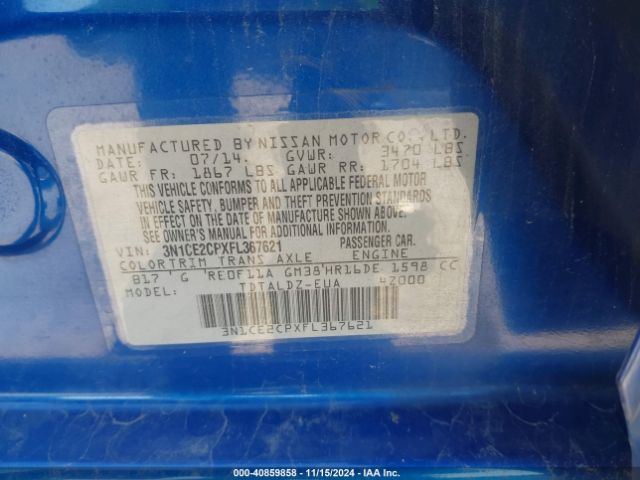 MANUFACTURED BY NISSAN MOTOR CO., LTD.
DATE: 07/14. GVWR: 3470 LBS
GAWR FR: 1867 LBS GAWR RR: 1704 LBS
THIS VEHICLE CONFORMS TO ALL APPLICABLE FEDERAL MOTOR
VEHICLE SAFETY, BUMPER, AND THEFT PREVENTION STANDARDS
IN EFFECT ON THE DATE OF MANUFACTURE SHOWN ABOVE.
SEE OWNER'S MANUAL FOR ADDITIONAL INFORMATION.
VIN: 3N1CE2CPXFL367621 PASSENGER CAR.
COLOR TRIM TRANS AXLE ENGINE
B17 G RE0F11A GM38 HR16DE 1598 CC
MODEL: TDTALDZ-EUA 42000
3N1CE2CPXFL367621
000-40859858 - 11/15/2024 - IAA Inc.